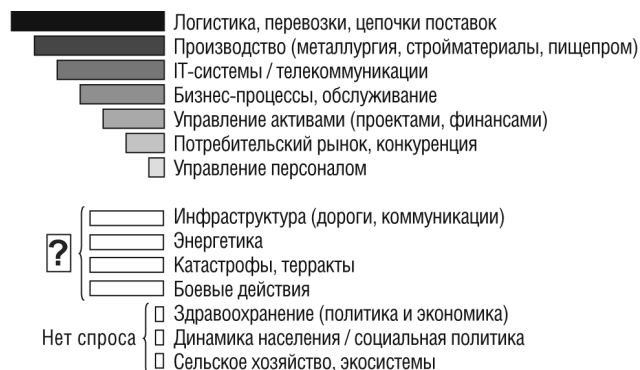 Логистика, перевозки, цепочки поставок
Производство (металлургия, стройматериалы, пищепром)
IT-системы / телекоммуникации
Бизнес-процессы, обслуживание
Управление активами (проектами, финансами)
Потребительский рынок, конкуренция
Управление персоналом
Инфраструктура (дороги, коммуникации)
?
Энергетика
Катастрофы, терракты
Боевые действия
Здравоохранение (политика и экономика)
Нет спроса
Динамика населения / социальная политика
Сельское хозяйство, экосистемы